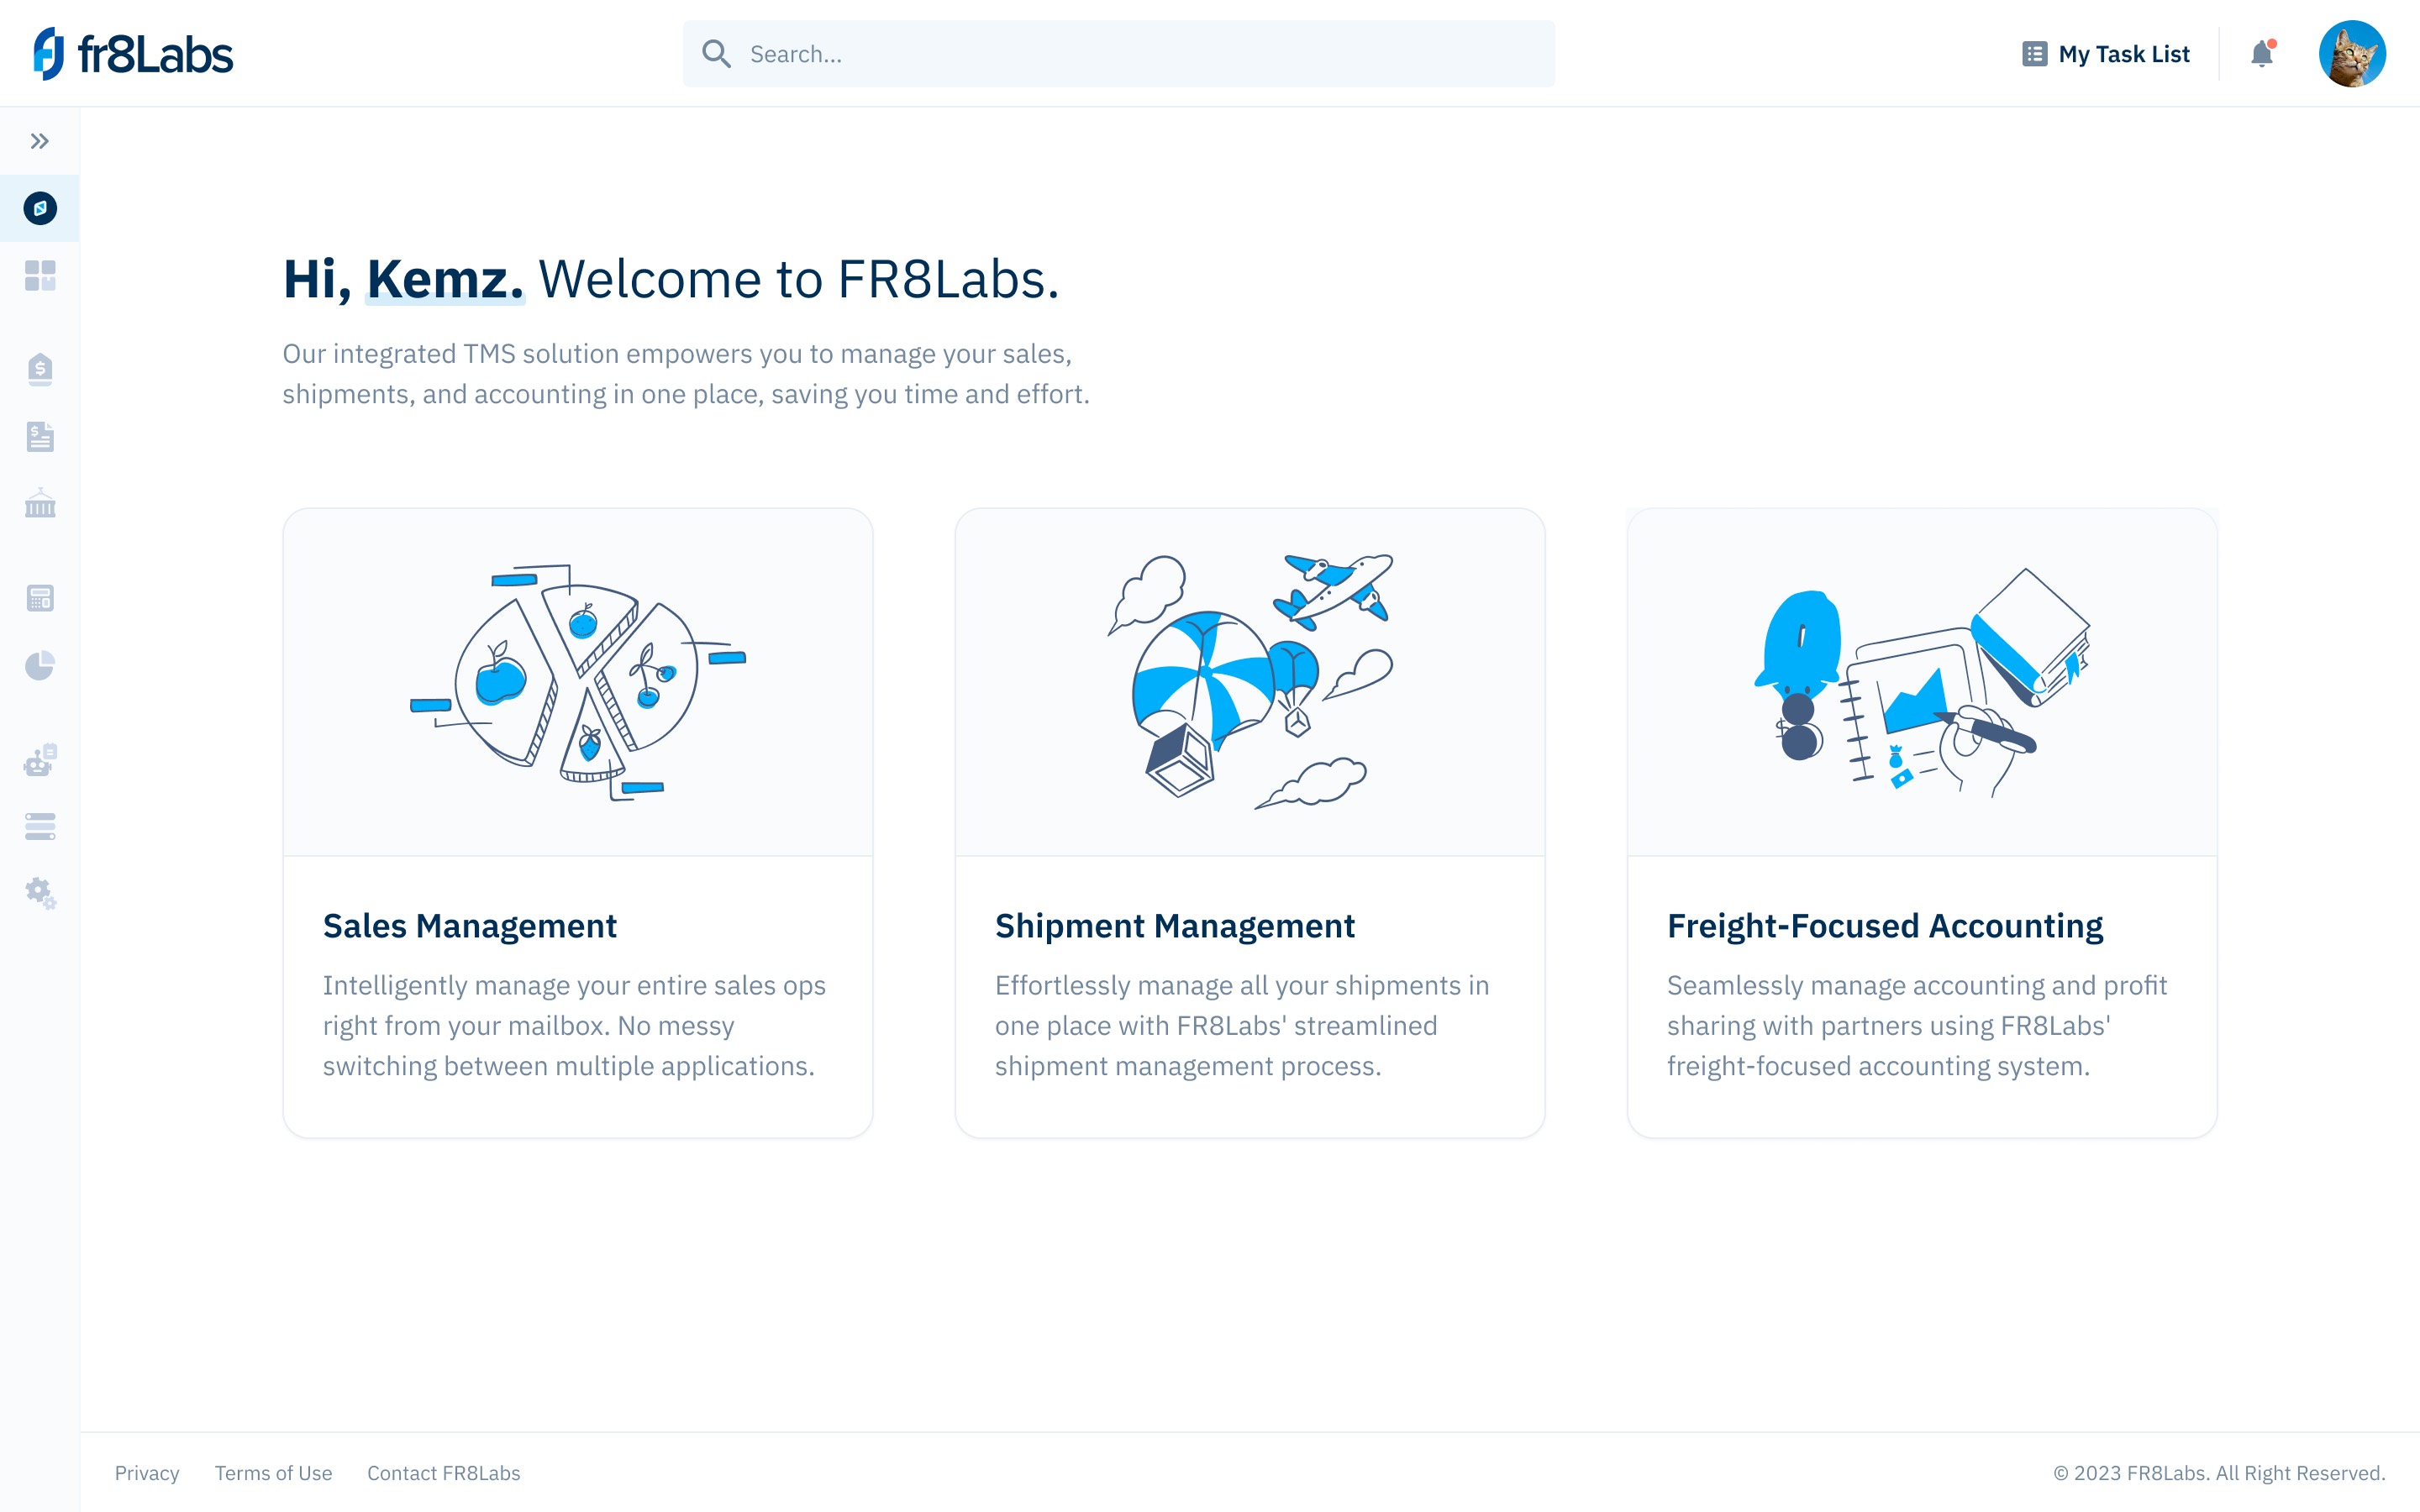 fr8Labs
Search...
My Task List
Hi, Kemz. Welcome to FR8Labs.
Our integrated TMS solution empowers you to manage your sales,
shipments, and accounting in one place, saving you time and effort.
Sales Management
Intelligently manage your entire sales ops
right from your mailbox. No messy
switching between multiple applications.
Shipment Management
Effortlessly manage all your shipments in
one place with FR8Labs' streamlined
shipment management process.
Freight-Focused Accounting
Seamlessly manage accounting and profit
sharing with partners using FR8Labs'
freight-focused accounting system.
Privacy
Terms of Use
Contact FR8Labs
© 2023 FR8Labs. All Right Reserved.